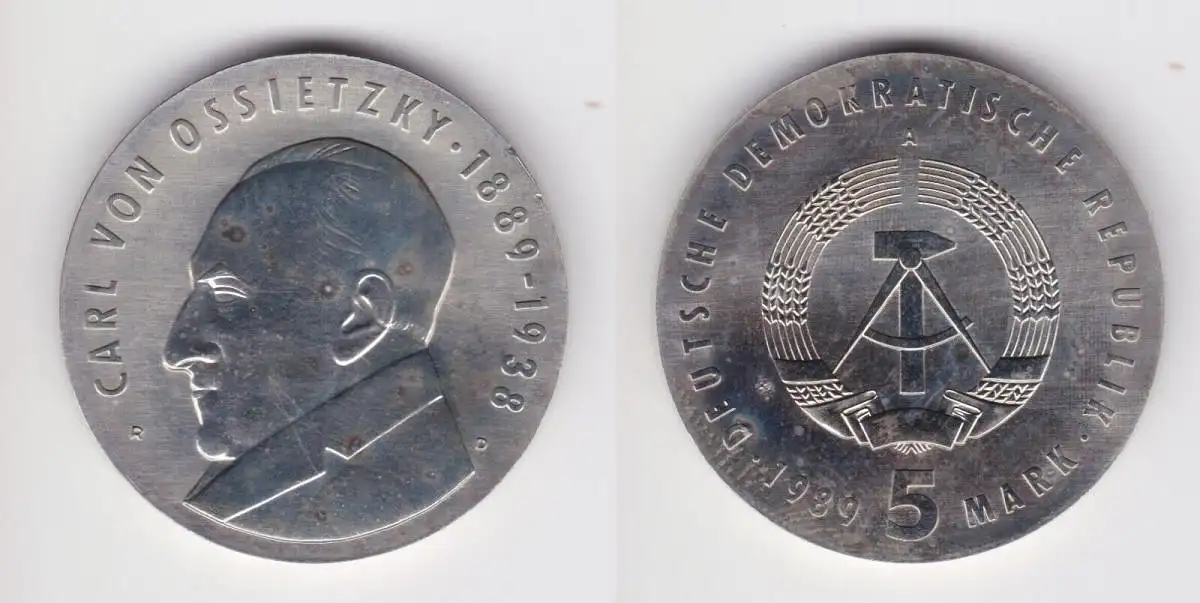 CARL VON OSSIETZKY · 1889-1938
R D
DEUTSCHE DEMOKRATISCHE REPUBLIK ·
A
· 1989
5
MARK